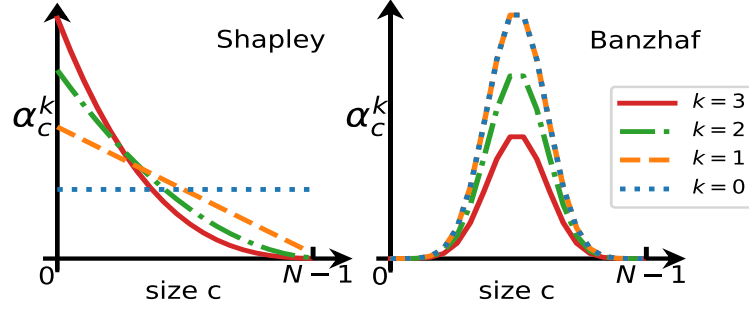 Shapley
α_c^k
0
N − 1
size c
Banzhaf
α_c^k
0
N − 1
size c
k = 3
k = 2
k = 1
k = 0